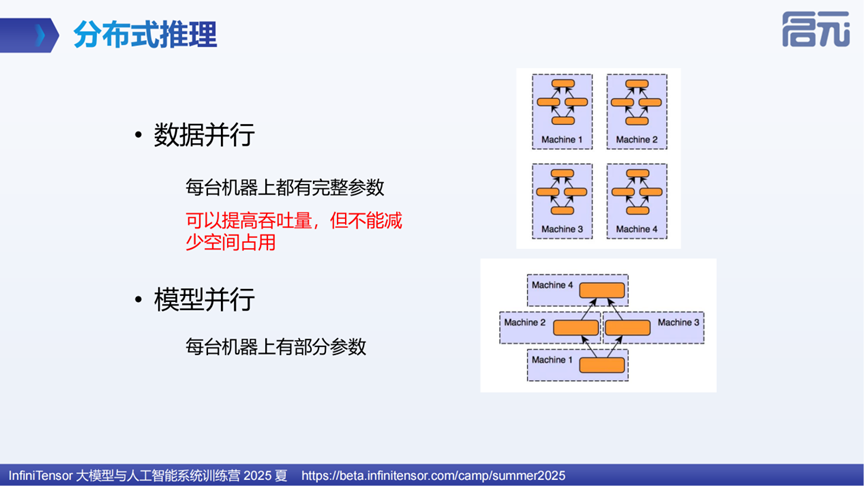 分布式推理
启元
• 数据并行
每台机器上都有完整参数
可以提高吞吐量，但不能减
少空间占用
Machine 1
Machine 2
Machine 3
Machine 4
• 模型并行
每台机器上有部分参数
Machine 4
Machine 2
Machine 3
Machine 1
InfiniTensor 大模型与人工智能系统训练营 2025 夏 https://beta.infinitensor.com/camp/summer2025